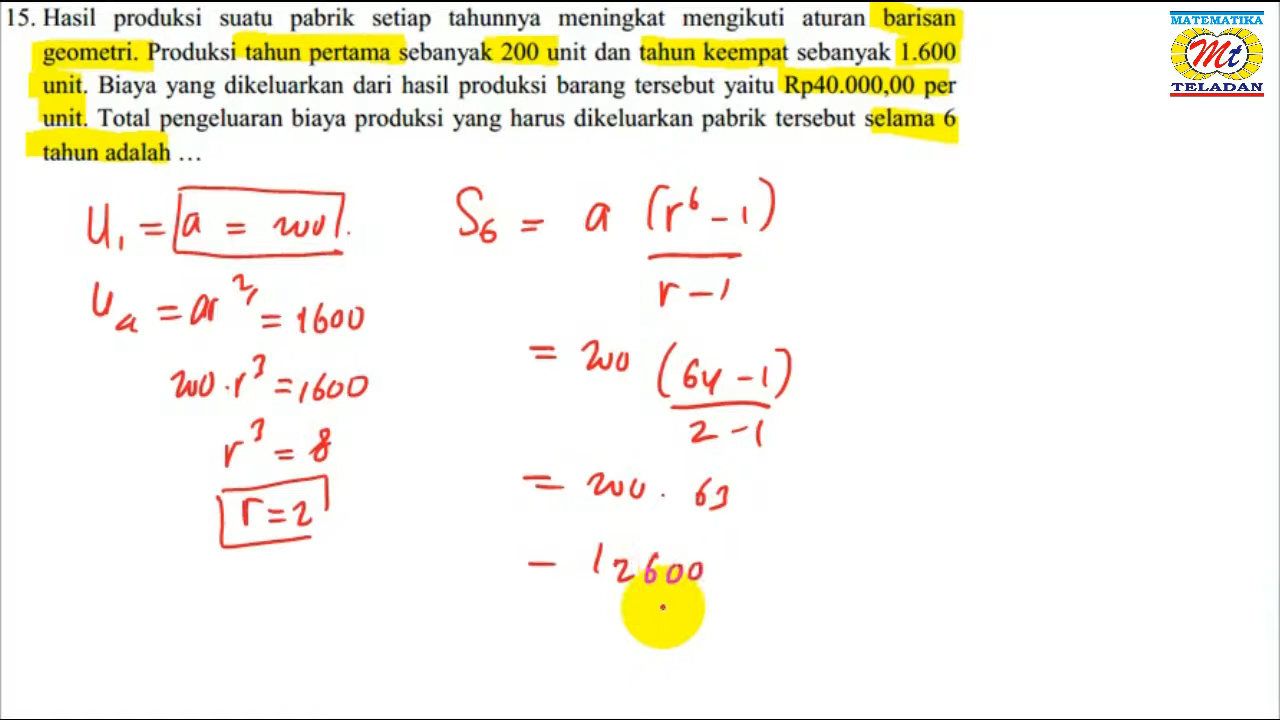 15. Hasil produksi suatu pabrik setiap tahunnya meningkat mengikuti aturan barisan
geometri. Produksi tahun pertama sebanyak 200 unit dan tahun keempat sebanyak 1.600
unit. Biaya yang dikeluarkan dari hasil produksi barang tersebut yaitu Rp40.000,00 per
unit. Total pengeluaran biaya produksi yang harus dikeluarkan pabrik tersebut selama 6
tahun adalah …
MATEMATIKA
Mt
TELADAN
U₁ = a = 200
U₄ = ar³ = 1600
200 · r³ = 1600
r³ = 8
r = 2
S₆ = a (r⁶ – 1)
r – 1
= 200 (64 – 1)
2 – 1
= 200 . 63
– 12600